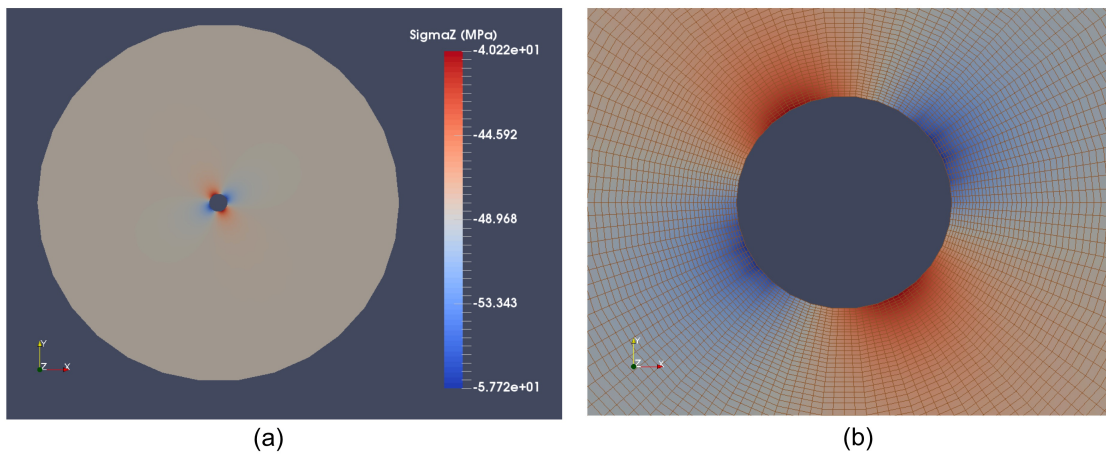 SigmaZ (MPa)
-4.022e+01
-44.592
-48.968
-53.343
-5.772e+01
Y
Z X
Y
Z X
(a) (b)